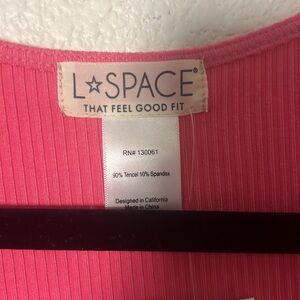 L☆SPACE®
THAT FEEL GOOD FIT
RN# 130061
90% Tencel 10% Spandex
Designed in California
Made in China